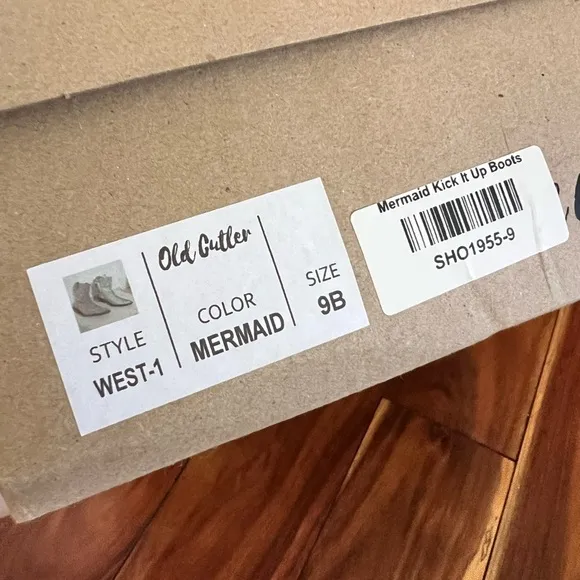 Old Cutler
STYLE
WEST-1
COLOR
MERMAID
SIZE
9B
Mermaid Kick It Up Boots
SHO1955-9